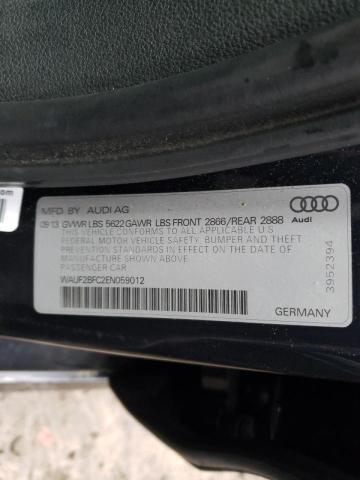 MFD BY AUDI AG
09 13 GVWR LBS 5622 GAWR LBS FRONT 2866/REAR 2888
THIS VEHICLE CONFORMS TO ALL APPLICABLE U S
FEDERAL MOTOR VEHICLE SAFETY, BUMPER AND THEFT
PREVENTION STANDARDS IN EFFECT ON THE DATE OF
MANUFACTURE SHOWN ABOVE.
PASSENGER CAR
WAUF2BFC2EN059012
Audi
3952394
GERMANY
om